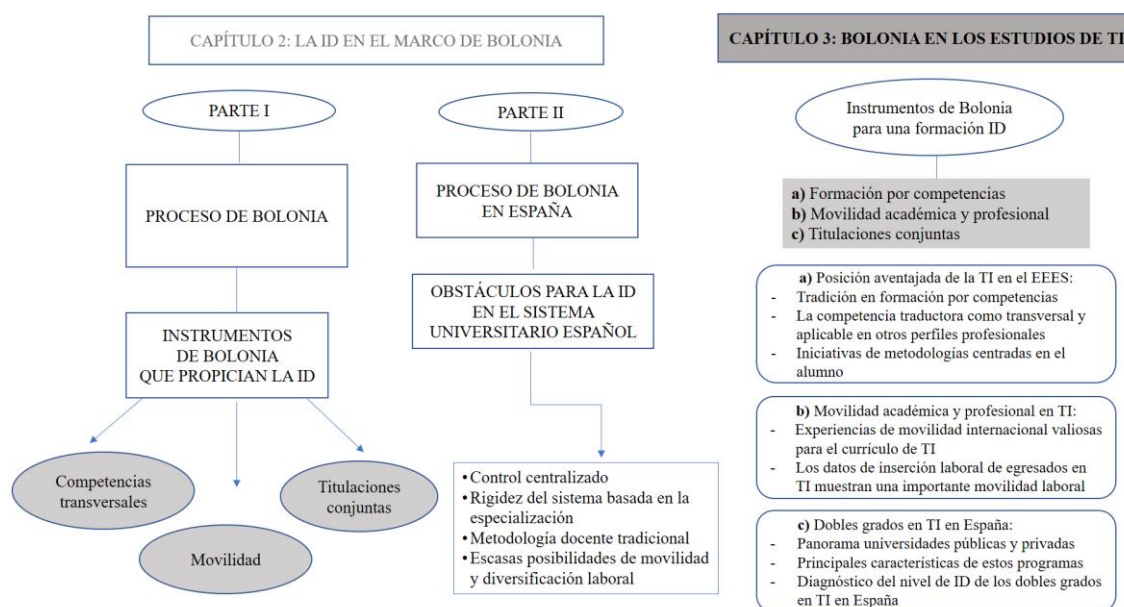 CAPÍTULO 2: LA ID EN EL MARCO DE BOLONIA
PARTE I
PROCESO DE BOLONIA
INSTRUMENTOS
DE BOLONIA
QUE PROPICIAN LA ID
Competencias
transversales
Movilidad
Titulaciones
conjuntas
PARTE II
PROCESO DE BOLONIA
EN ESPAÑA
OBSTÁCULOS PARA LA ID
EN EL SISTEMA
UNIVERSITARIO ESPAÑOL
• Control centralizado
• Rigidez del sistema basada en la
especialización
• Metodología docente tradicional
• Escasas posibilidades de movilidad
y diversificación laboral
CAPÍTULO 3: BOLONIA EN LOS ESTUDIOS DE TI
Instrumentos de Bolonia
para una formación ID
a) Formación por competencias
b) Movilidad académica y profesional
c) Titulaciones conjuntas
a) Posición aventajada de la TI en el EEES:
- Tradición en formación por competencias
- La competencia traductora como transversal y
aplicable en otros perfiles profesionales
- Iniciativas de metodologías centradas en el
alumno
b) Movilidad académica y profesional en TI:
- Experiencias de movilidad internacional valiosas
para el currículo de TI
- Los datos de inserción laboral de egresados en
TI muestran una importante movilidad laboral
c) Dobles grados en TI en España:
- Panorama universidades públicas y privadas
- Principales características de estos programas
- Diagnóstico del nivel de ID de los dobles grados
en TI en España